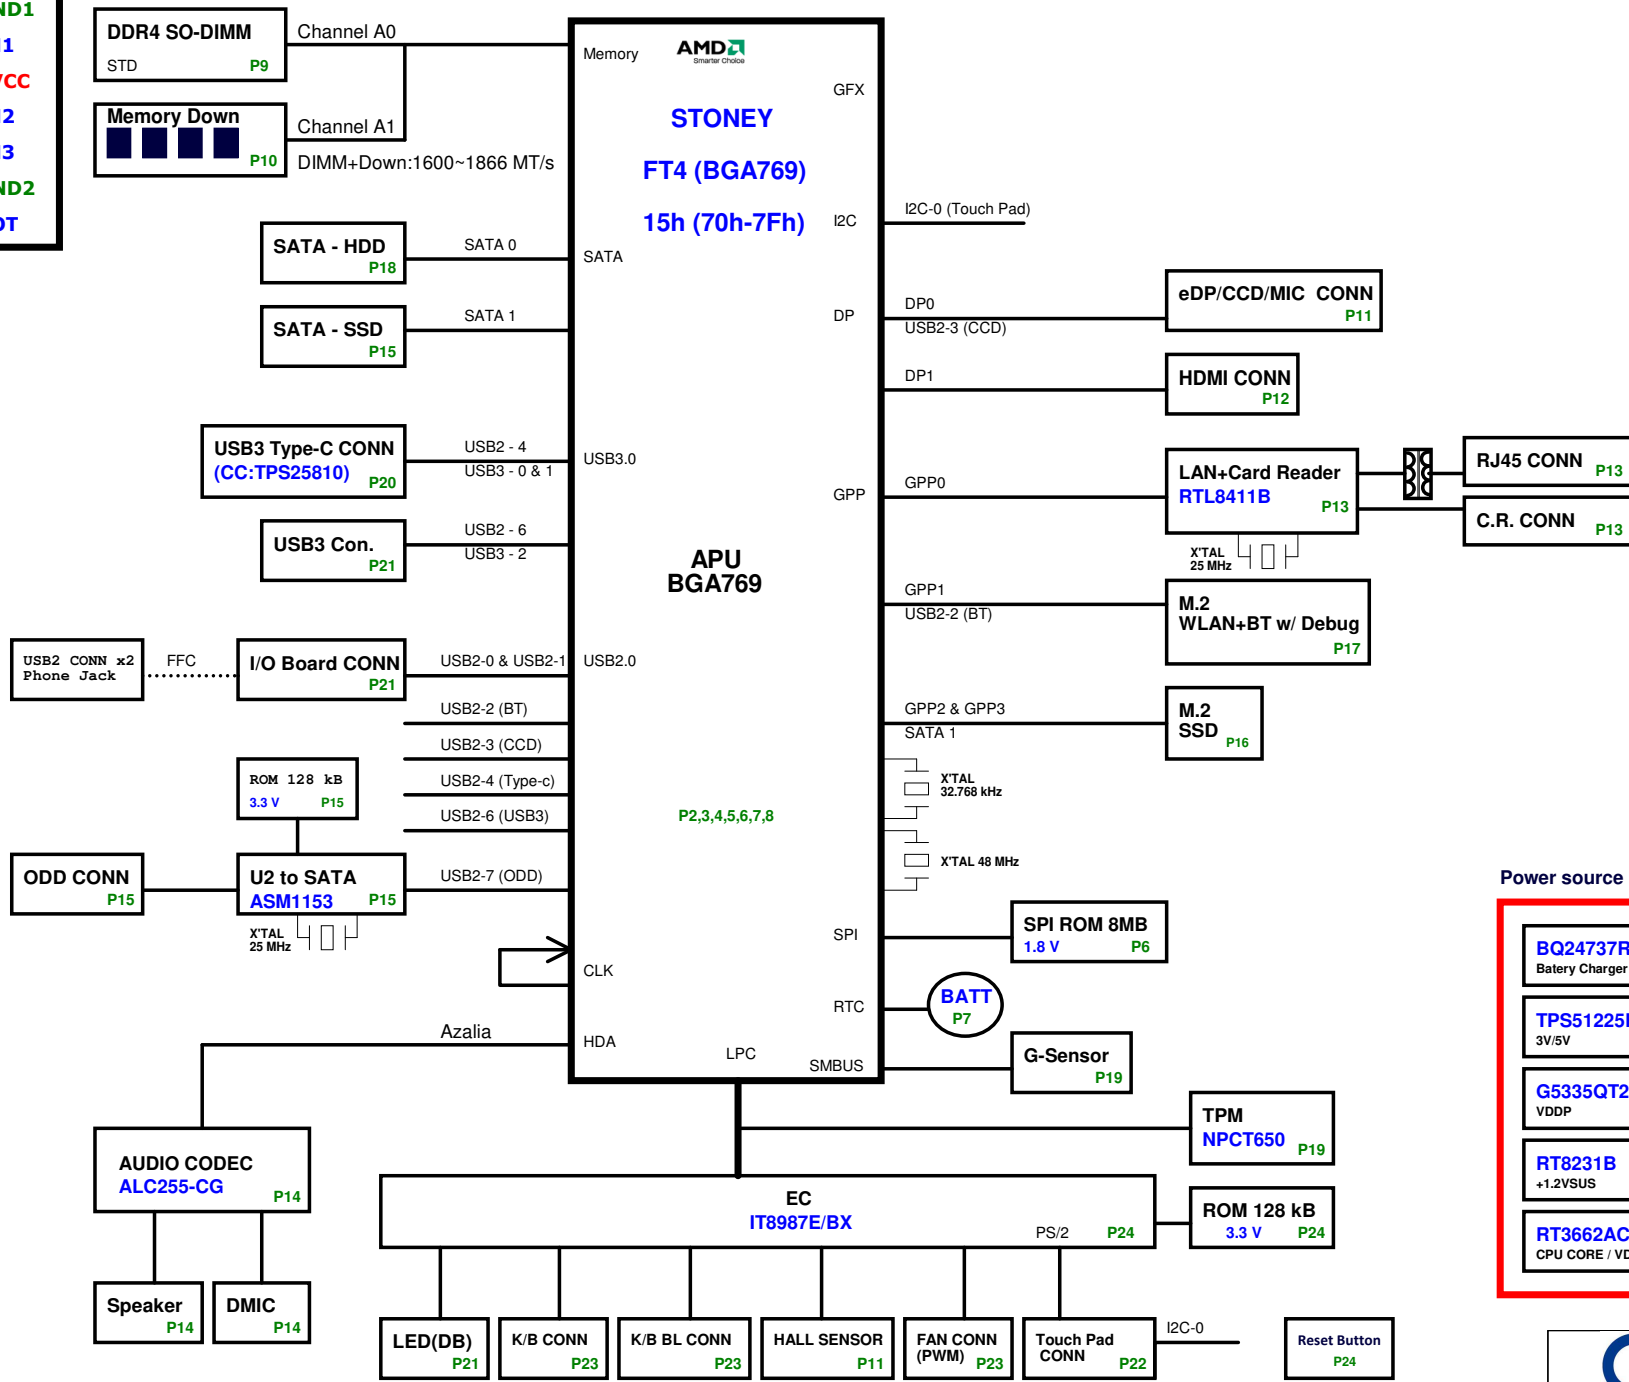 DDR4 SO-DIMM
STD
P9
Channel A0
Memory Down
P10
Channel A1
DIMM+Down:1600~1866 MT/s
SATA - HDD
P18
SATA 0
SATA - SSD
P15
SATA 1
USB3 Type-C CONN
(CC:TPS25810)
P20
USB2 - 4
USB3 - 0 & 1
USB3 Con.
P21
USB2 - 6
USB3 - 2
USB2 CONN x2
Phone Jack
FFC
I/O Board CONN
P21
USB2-0 & USB2-1
USB2-2 (BT)
USB2-3 (CCD)
USB2-4 (Type-c)
USB2-6 (USB3)
ROM 128 kB
3.3 V
P15
ODD CONN
P15
U2 to SATA
ASM1153
P15
USB2-7 (ODD)
X'TAL
25 MHz
Azalia
AUDIO CODEC
ALC255-CG
P14
Speaker
P14
DMIC
P14
Memory
AMD
Smarter Choice
GFX
STONEY
FT4 (BGA769)
15h (70h-7Fh)
I2C
SATA
DP
USB3.0
GPP
APU
BGA769
USB2.0
P2,3,4,5,6,7,8
SPI
CLK
RTC
HDA
LPC
SMBUS
I2C-0 (Touch Pad)
DP0
USB2-3 (CCD)
eDP/CCD/MIC CONN
P11
DP1
HDMI CONN
P12
GPP0
LAN+Card Reader
RTL8411B
P13
RJ45 CONN
P13
C.R. CONN
P13
X'TAL
25 MHz
GPP1
USB2-2 (BT)
M.2
WLAN+BT w/ Debug
P17
GPP2 & GPP3
SATA 1
M.2
SSD
P16
X'TAL
32.768 kHz
X'TAL 48 MHz
SPI ROM 8MB
1.8 V
P6
BATT
P7
G-Sensor
P19
TPM
NPCT650
P19
EC
IT8987E/BX
PS/2
P24
ROM 128 kB
3.3 V
P24
LED(DB)
P21
K/B CONN
P23
K/B BL CONN
P23
HALL SENSOR
P11
FAN CONN
(PWM)
P23
Touch Pad
CONN
P22
I2C-0
Reset Button
P24
Power source
Batery Charger
3V/5V
VDDP
RT8231B
+1.2VSUS
CPU CORE /